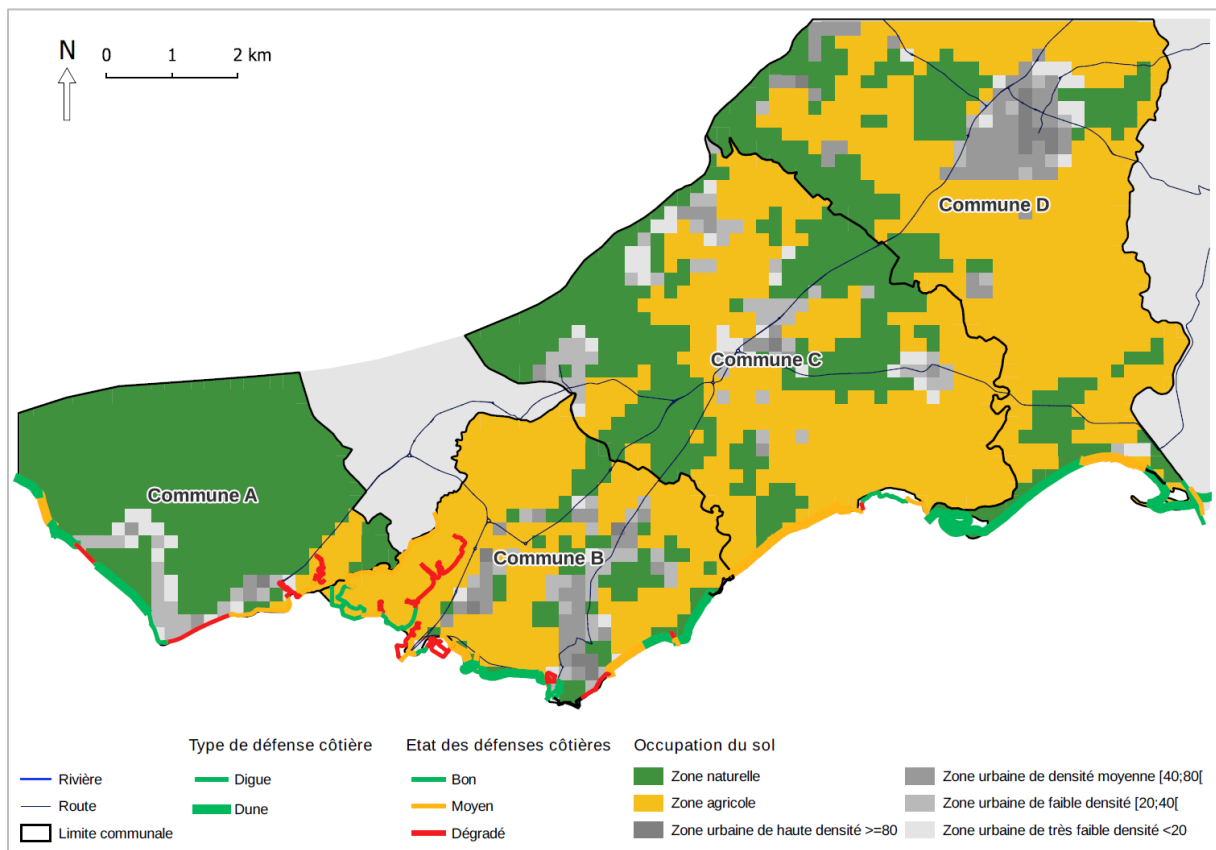 N
0 1 2 km
Commune D
Commune C
Commune A
Commune B
Type de défense côtière
Etat des défenses côtières
Occupation du sol
Rivière
Route
Limite communale
Digue
Dune
Bon
Moyen
Dégradé
Zone naturelle
Zone agricole
Zone urbaine de haute densité >=80
Zone urbaine de densité moyenne [40;80[
Zone urbaine de faible densité [20;40[
Zone urbaine de très faible densité <20